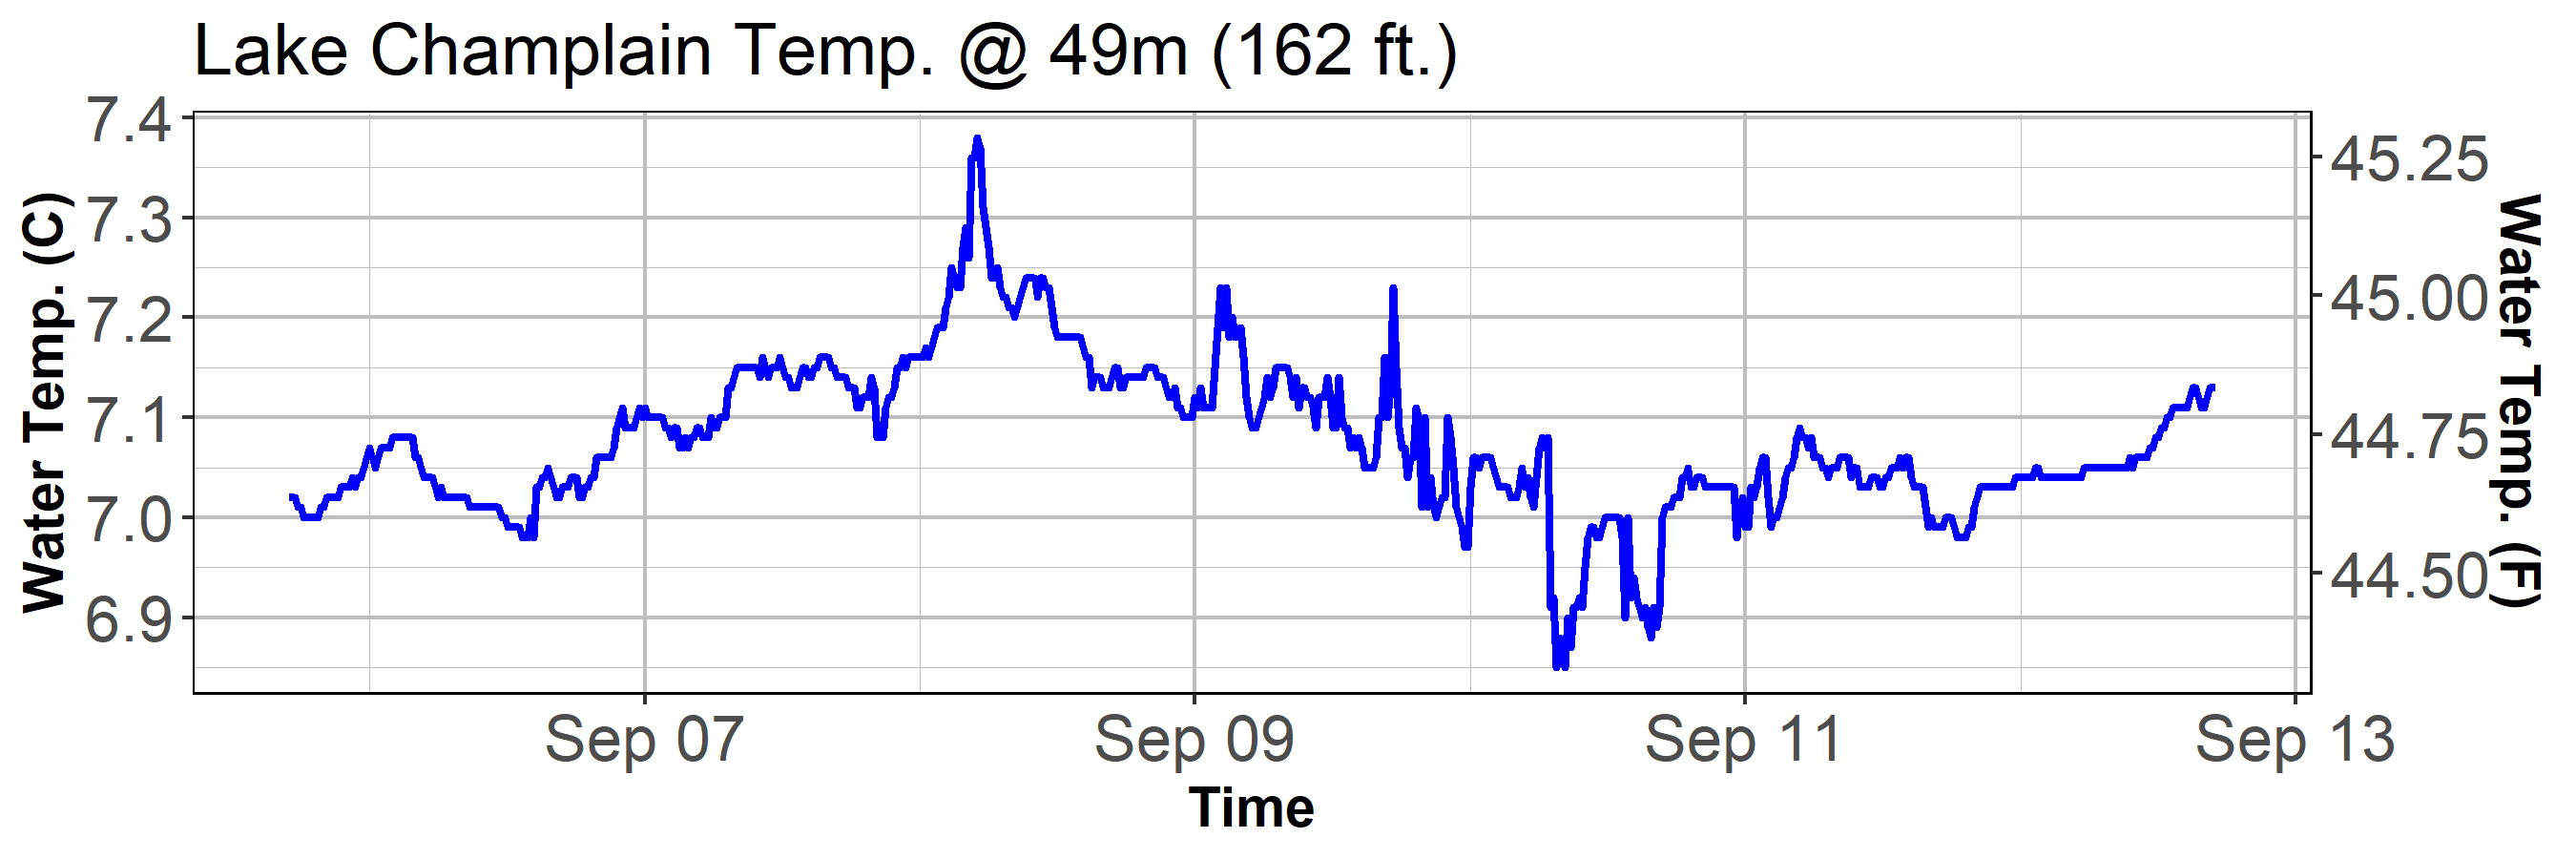 Lake Champlain Temp. @ 49m (162 ft.)
Water Temp. (C)
7.4
7.3
7.2
7.1
7.0
6.9
45.25
45.00
44.75
44.50
Water Temp. (F)
Sep 07 Sep 09 Sep 11 Sep 13
Time